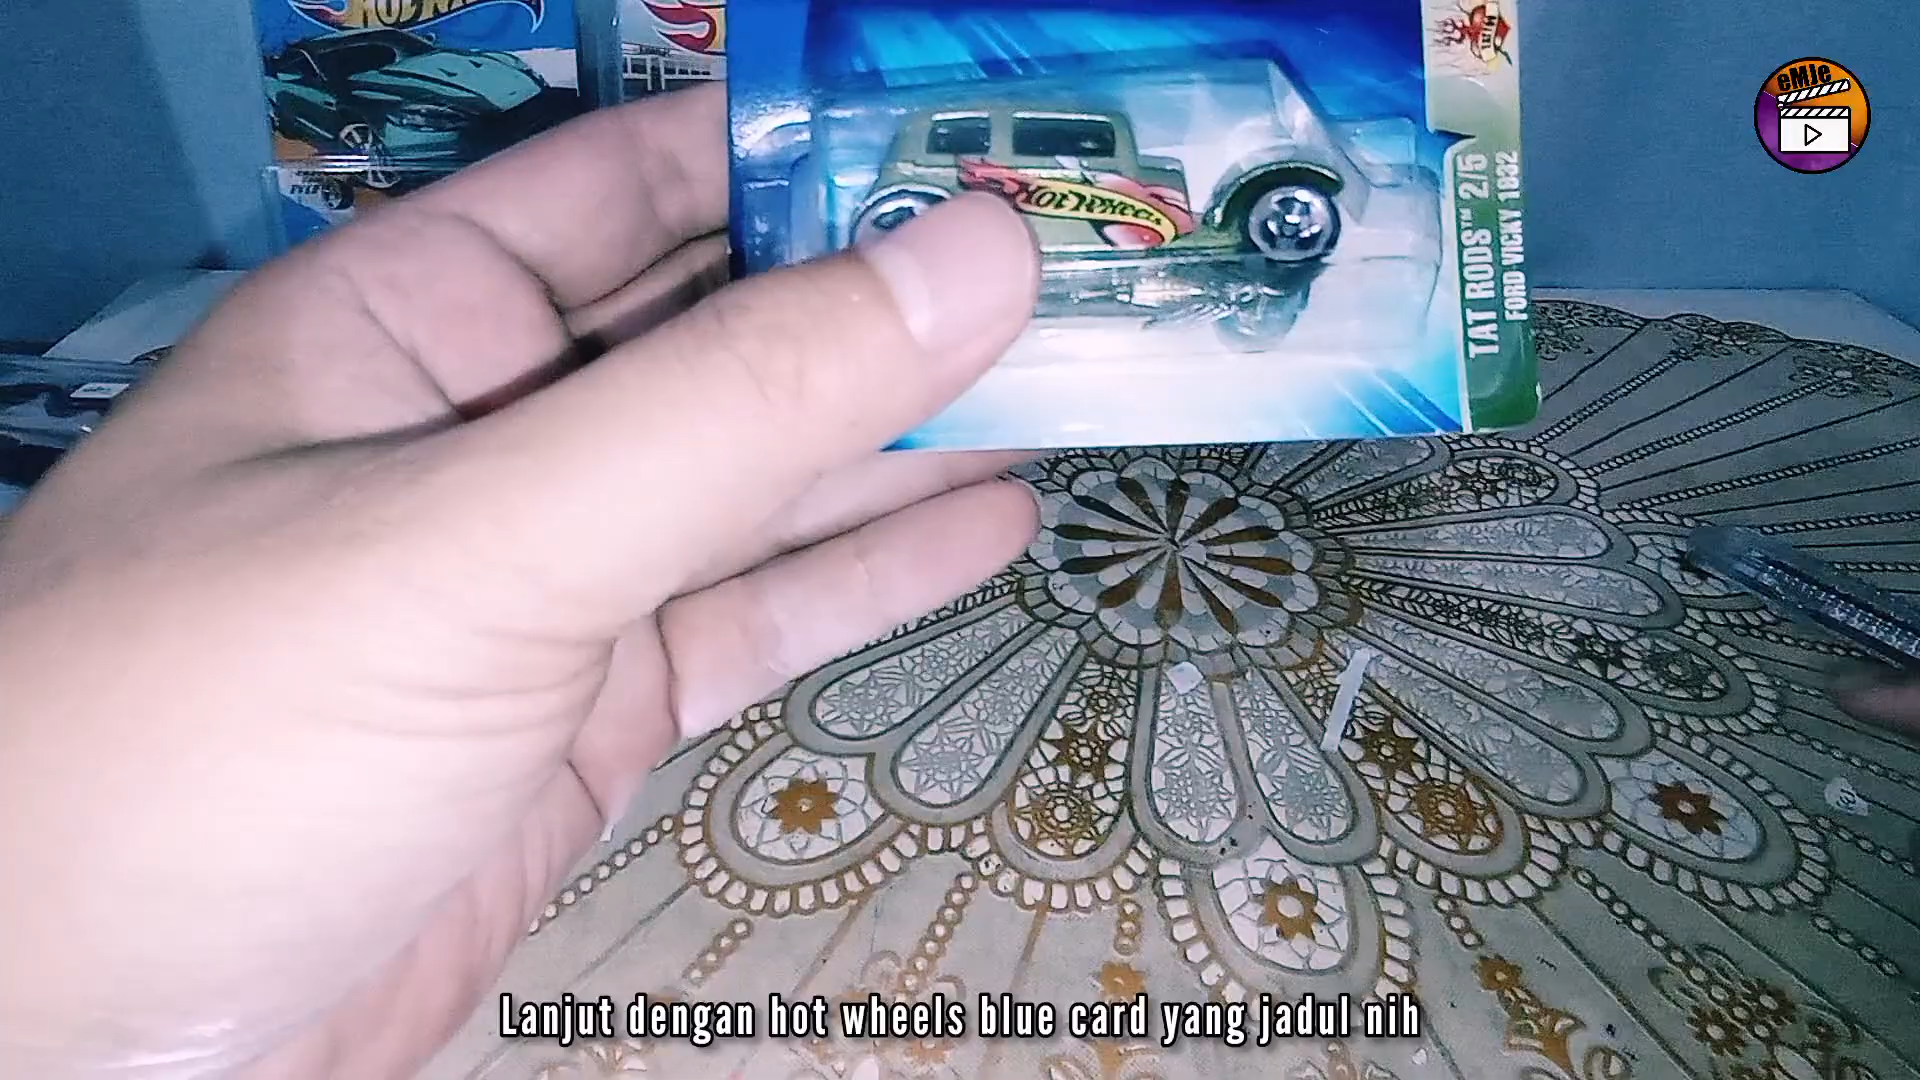 HOT WHEELS
eMJe
TAT RODS™ 2/5
FORD VICKY 1932
Lanjut dengan hot wheels blue card yang jadul nih